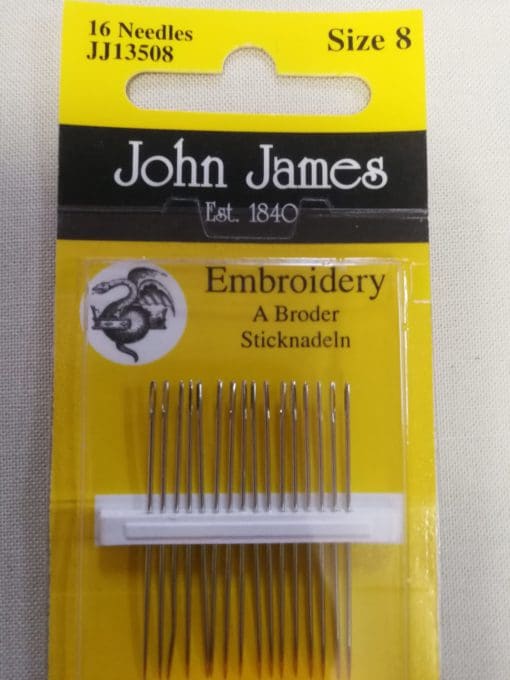 16 Needles
JJ13508
Size 8
John James
Est. 1840
Embroidery
A Broder
Sticknadeln